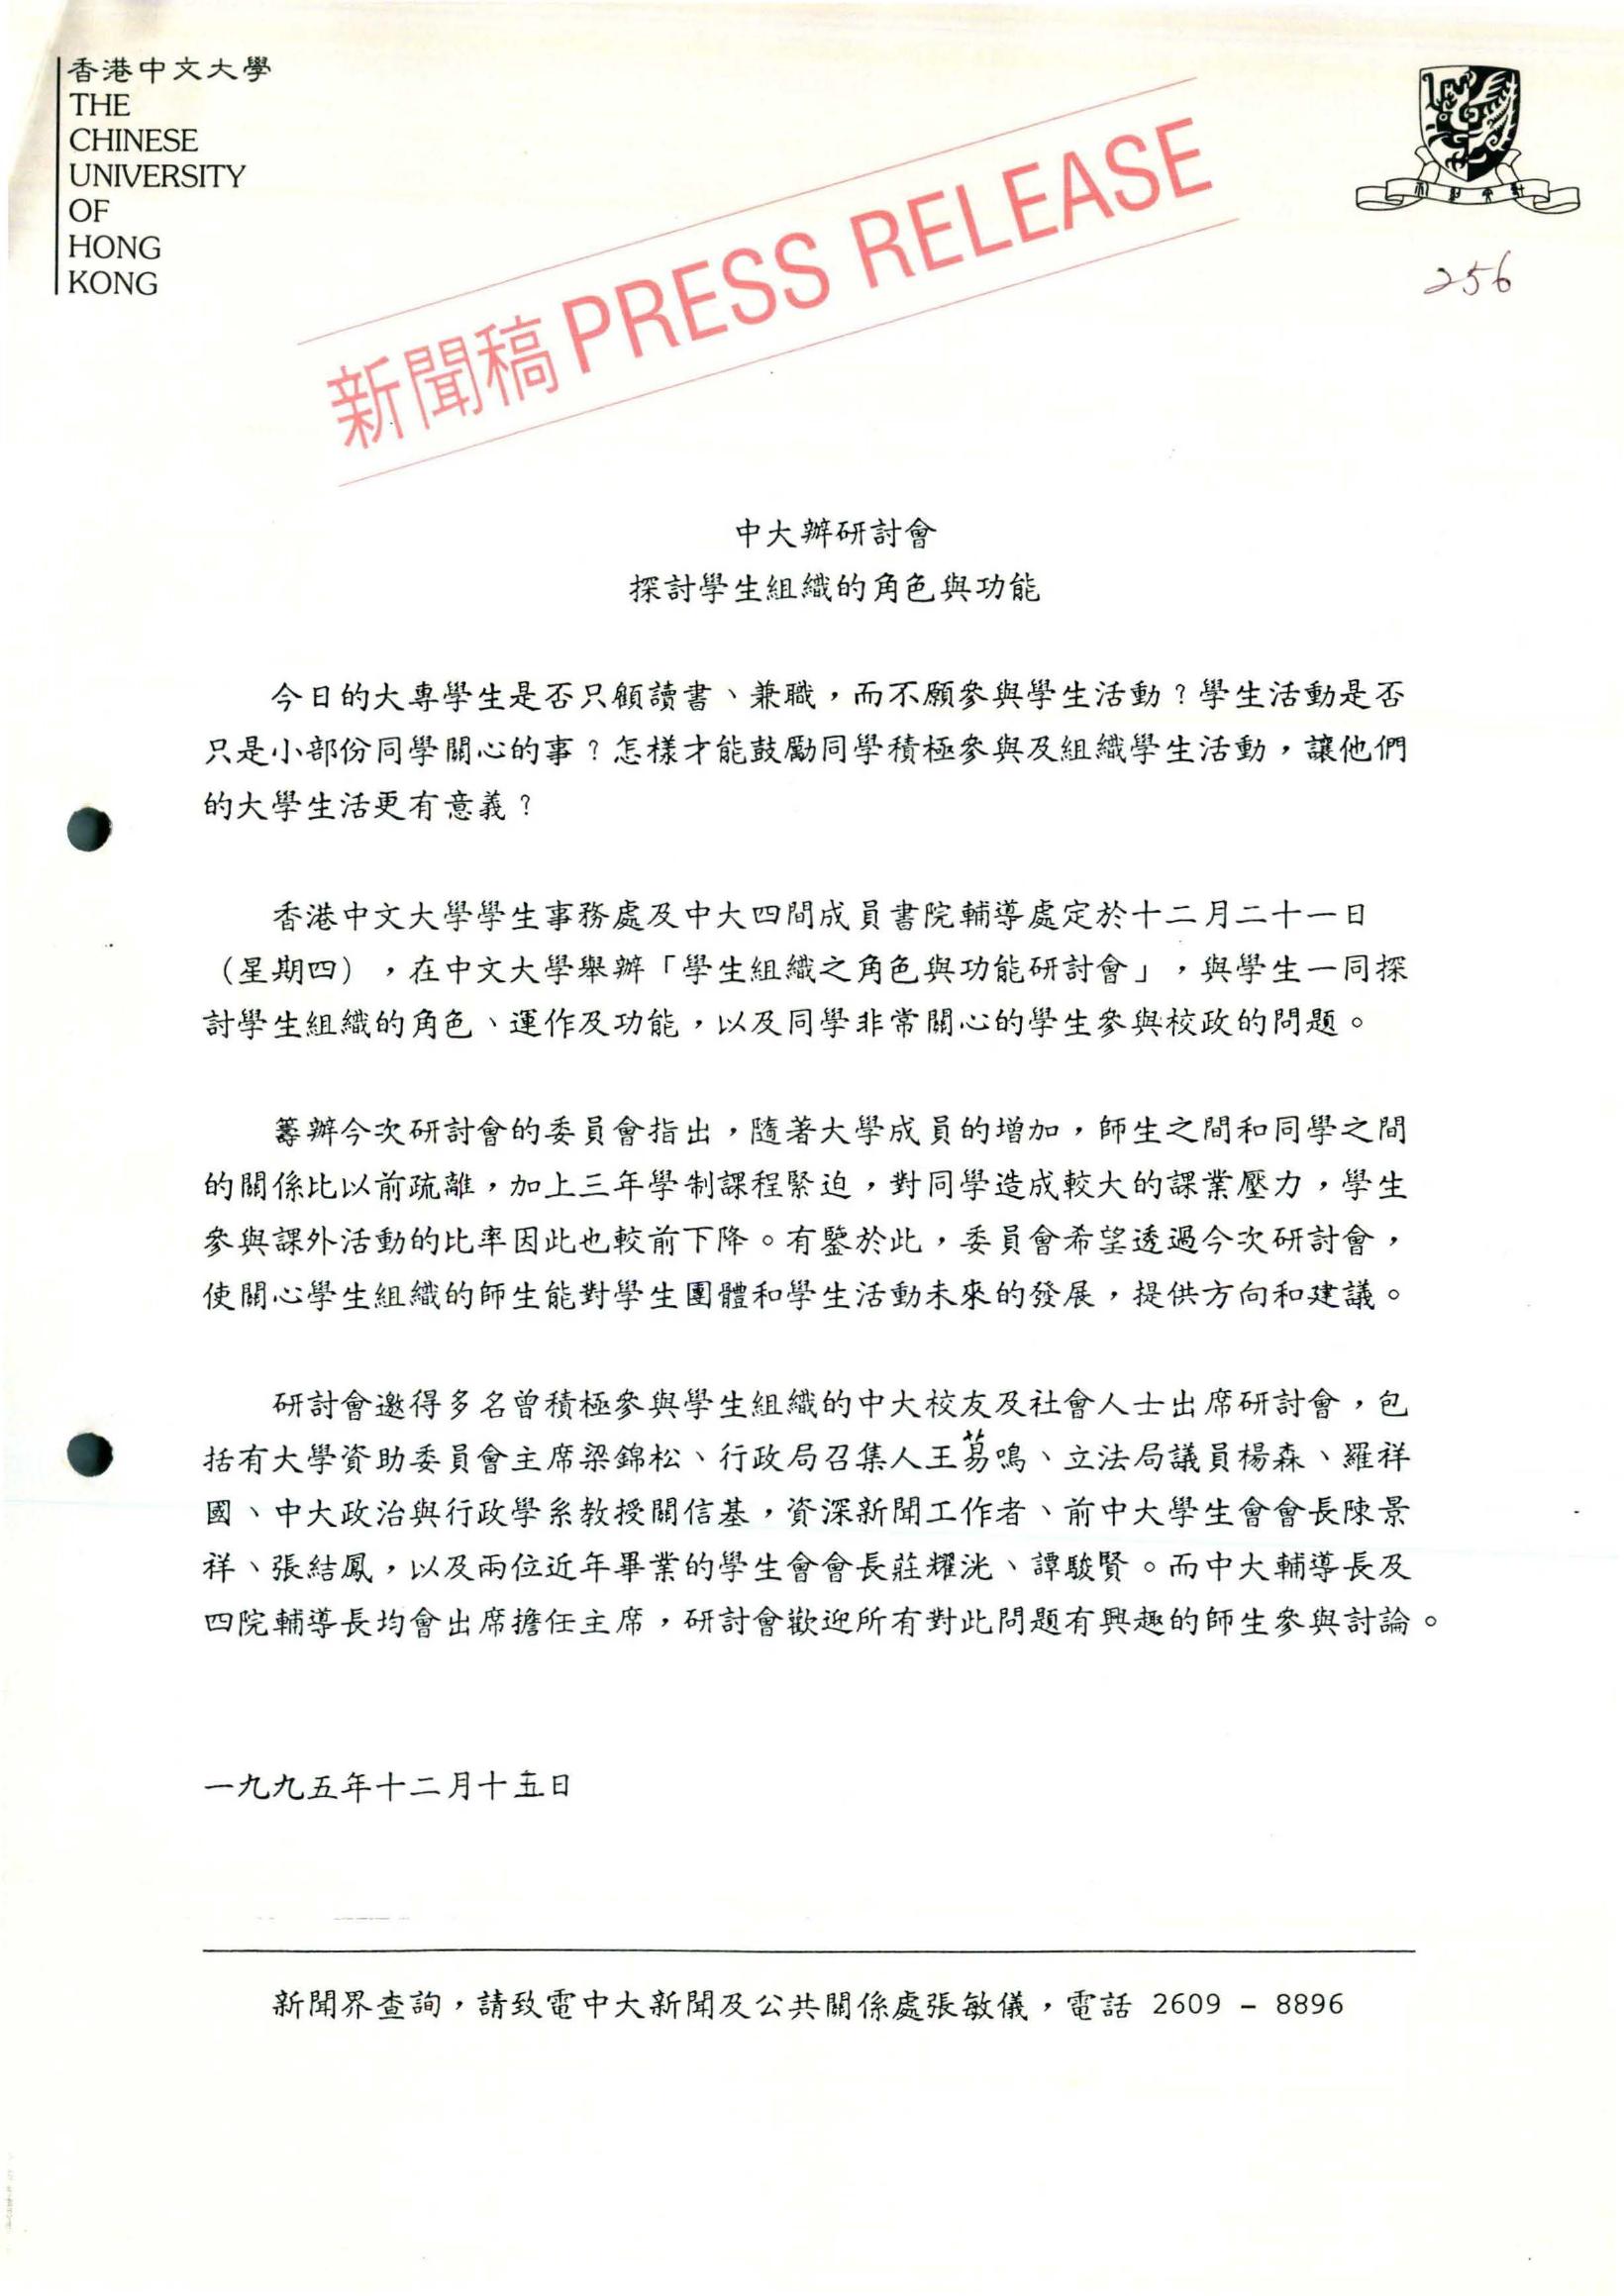 香港中文大學
THE
CHINESE
UNIVERSITY
OF
HONG
KONG
新聞稿 PRESS RELEASE
256
中大辦研討會
探討學生組織的角色與功能
今日的大專學生是否只顧讀書、兼職，而不願參與學生活動？學生活動是否
只是小部份同學關心的事？怎樣才能鼓勵同學積極參與及組織學生活動，讓他們
的大學生活更有意義？
香港中文大學學生事務處及中大四間成員書院輔導處定於十二月二十一日
（星期四），在中文大學舉辦「學生組織之角色與功能研討會」，與學生一同探
討學生組織的角色、運作及功能，以及同學非常關心的學生參與校政的問題。
籌辦今次研討會的委員會指出，隨著大學成員的增加，師生之間和同學之間
的關係比以前疏離，加上三年學制課程緊迫，對同學造成較大的課業壓力，學生
參與課外活動的比率因此也較前下降。有鑒於此，委員會希望透過今次研討會，
使關心學生組織的師生能對學生團體和學生活動未來的發展，提供方向和建議。
研討會邀得多名曾積極參與學生組織的中大校友及社會人士出席研討會，包
括有大學資助委員會主席梁錦松、行政局召集人王䓪鳴、立法局議員楊森、羅祥
國、中大政治與行政學系教授關信基，資深新聞工作者、前中大學生會會長陳景
祥、張結鳳，以及兩位近年畢業的學生會會長莊耀洸、譚駿賢。而中大輔導長及
四院輔導長均會出席擔任主席，研討會歡迎所有對此問題有興趣的師生參與討論。
一九九五年十二月十五日
新聞界查詢，請致電中大新聞及公共關係處張敏儀，電話 2609 – 8896